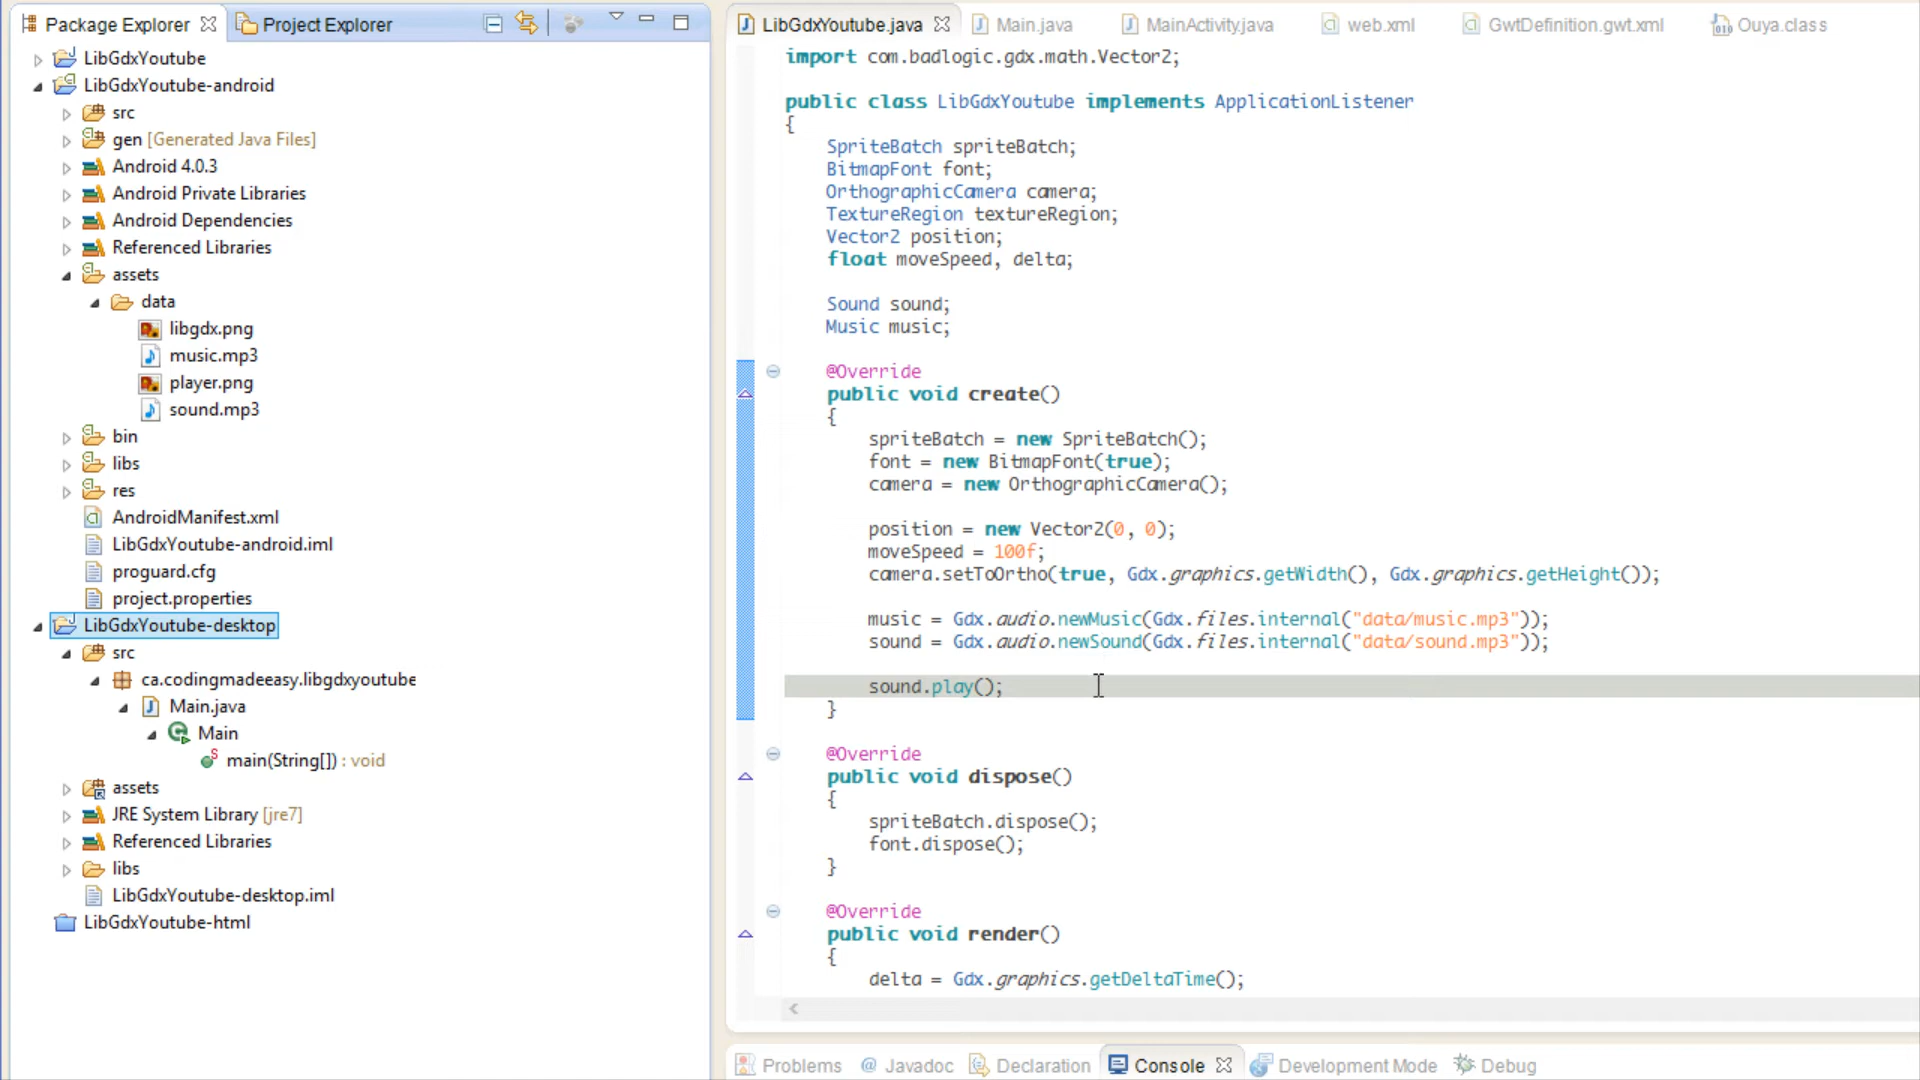 Package Explorer
Project Explorer
LibGdxYoutube
LibGdxYoutube-android
src
gen [Generated Java Files]
Android 4.0.3
Android Private Libraries
Android Dependencies
Referenced Libraries
assets
data
libgdx.png
music.mp3
player.png
sound.mp3
bin
libs
res
AndroidManifest.xml
LibGdxYoutube-android.iml
proguard.cfg
project.properties
LibGdxYoutube-desktop
src
ca.codingmadeeasy.libgdxyoutube
Main.java
Main
main(String[]) : void
assets
JRE System Library [jre7]
Referenced Libraries
libs
LibGdxYoutube-desktop.iml
LibGdxYoutube-html
LibGdxYoutube.java Main.java MainActivity.java web.xml GwtDefinition.gwt.xml Ouya.class
import com.badlogic.gdx.math.Vector2;
public class LibGdxYoutube implements ApplicationListener
{
SpriteBatch spriteBatch;
BitmapFont font;
OrthographicCamera camera;
TextureRegion textureRegion;
Vector2 position;
float moveSpeed, delta;
Sound sound;
Music music;
@Override
public void create()
{
spriteBatch = new SpriteBatch();
font = new BitmapFont(true);
camera = new OrthographicCamera();
position = new Vector2(0, 0);
moveSpeed = 100f;
camera.setToOrtho(true, Gdx.graphics.getWidth(), Gdx.graphics.getHeight());
music = Gdx.audio.newMusic(Gdx.files.internal("data/music.mp3"));
sound = Gdx.audio.newSound(Gdx.files.internal("data/sound.mp3"));
sound.play();
}
@Override
public void dispose()
{
spriteBatch.dispose();
font.dispose();
}
@Override
public void render()
{
delta = Gdx.graphics.getDeltaTime();
Problems @ Javadoc Declaration Console Development Mode Debug